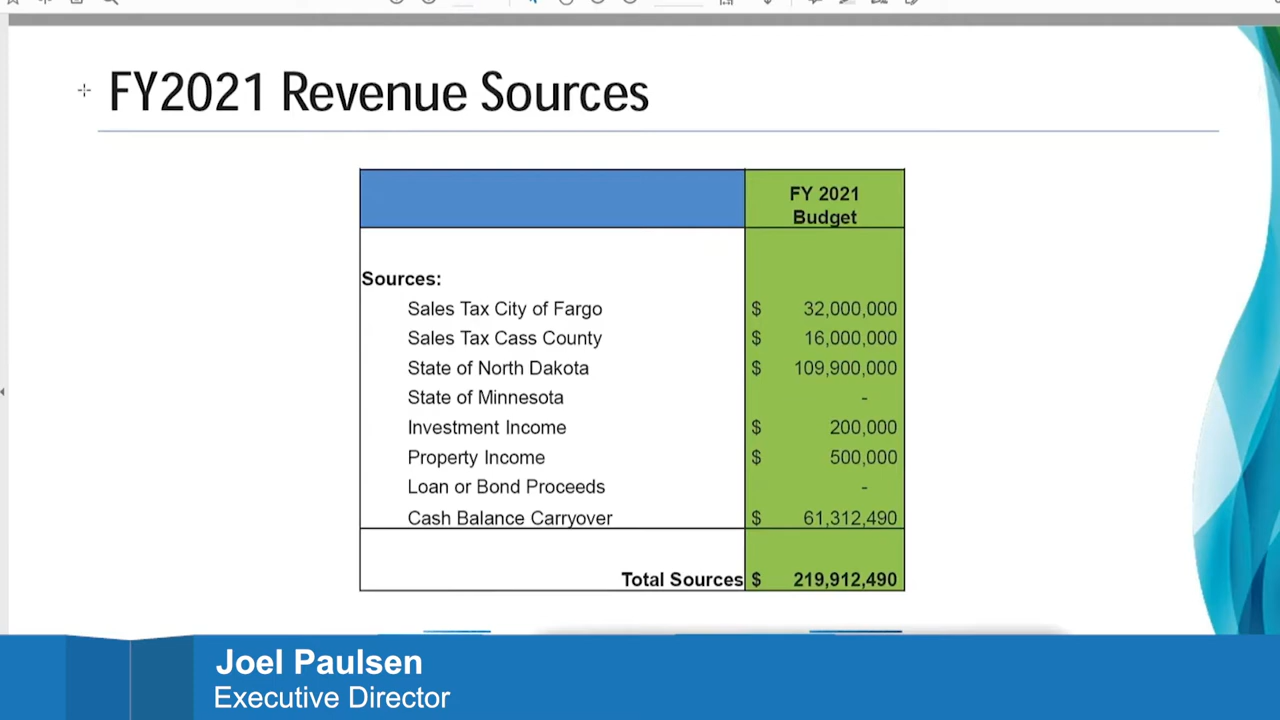 FY2021 Revenue Sources
FY 2021
Budget
Sources:
Sales Tax City of Fargo $ 32,000,000
Sales Tax Cass County $ 16,000,000
State of North Dakota $ 109,900,000
State of Minnesota -
Investment Income $ 200,000
Property Income $ 500,000
Loan or Bond Proceeds -
Cash Balance Carryover $ 61,312,490
Total Sources $ 219,912,490
Joel Paulsen
Executive Director